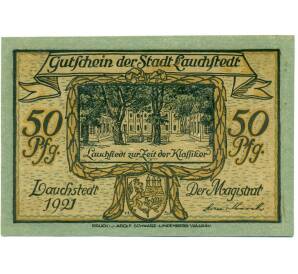 Gutschein der Stadt Lauchstedt
50 Pfg.
50 Pfg.
Lauchstedt zur Zeit der Klassiker
Lauchstedt
1921
Der Magistrat